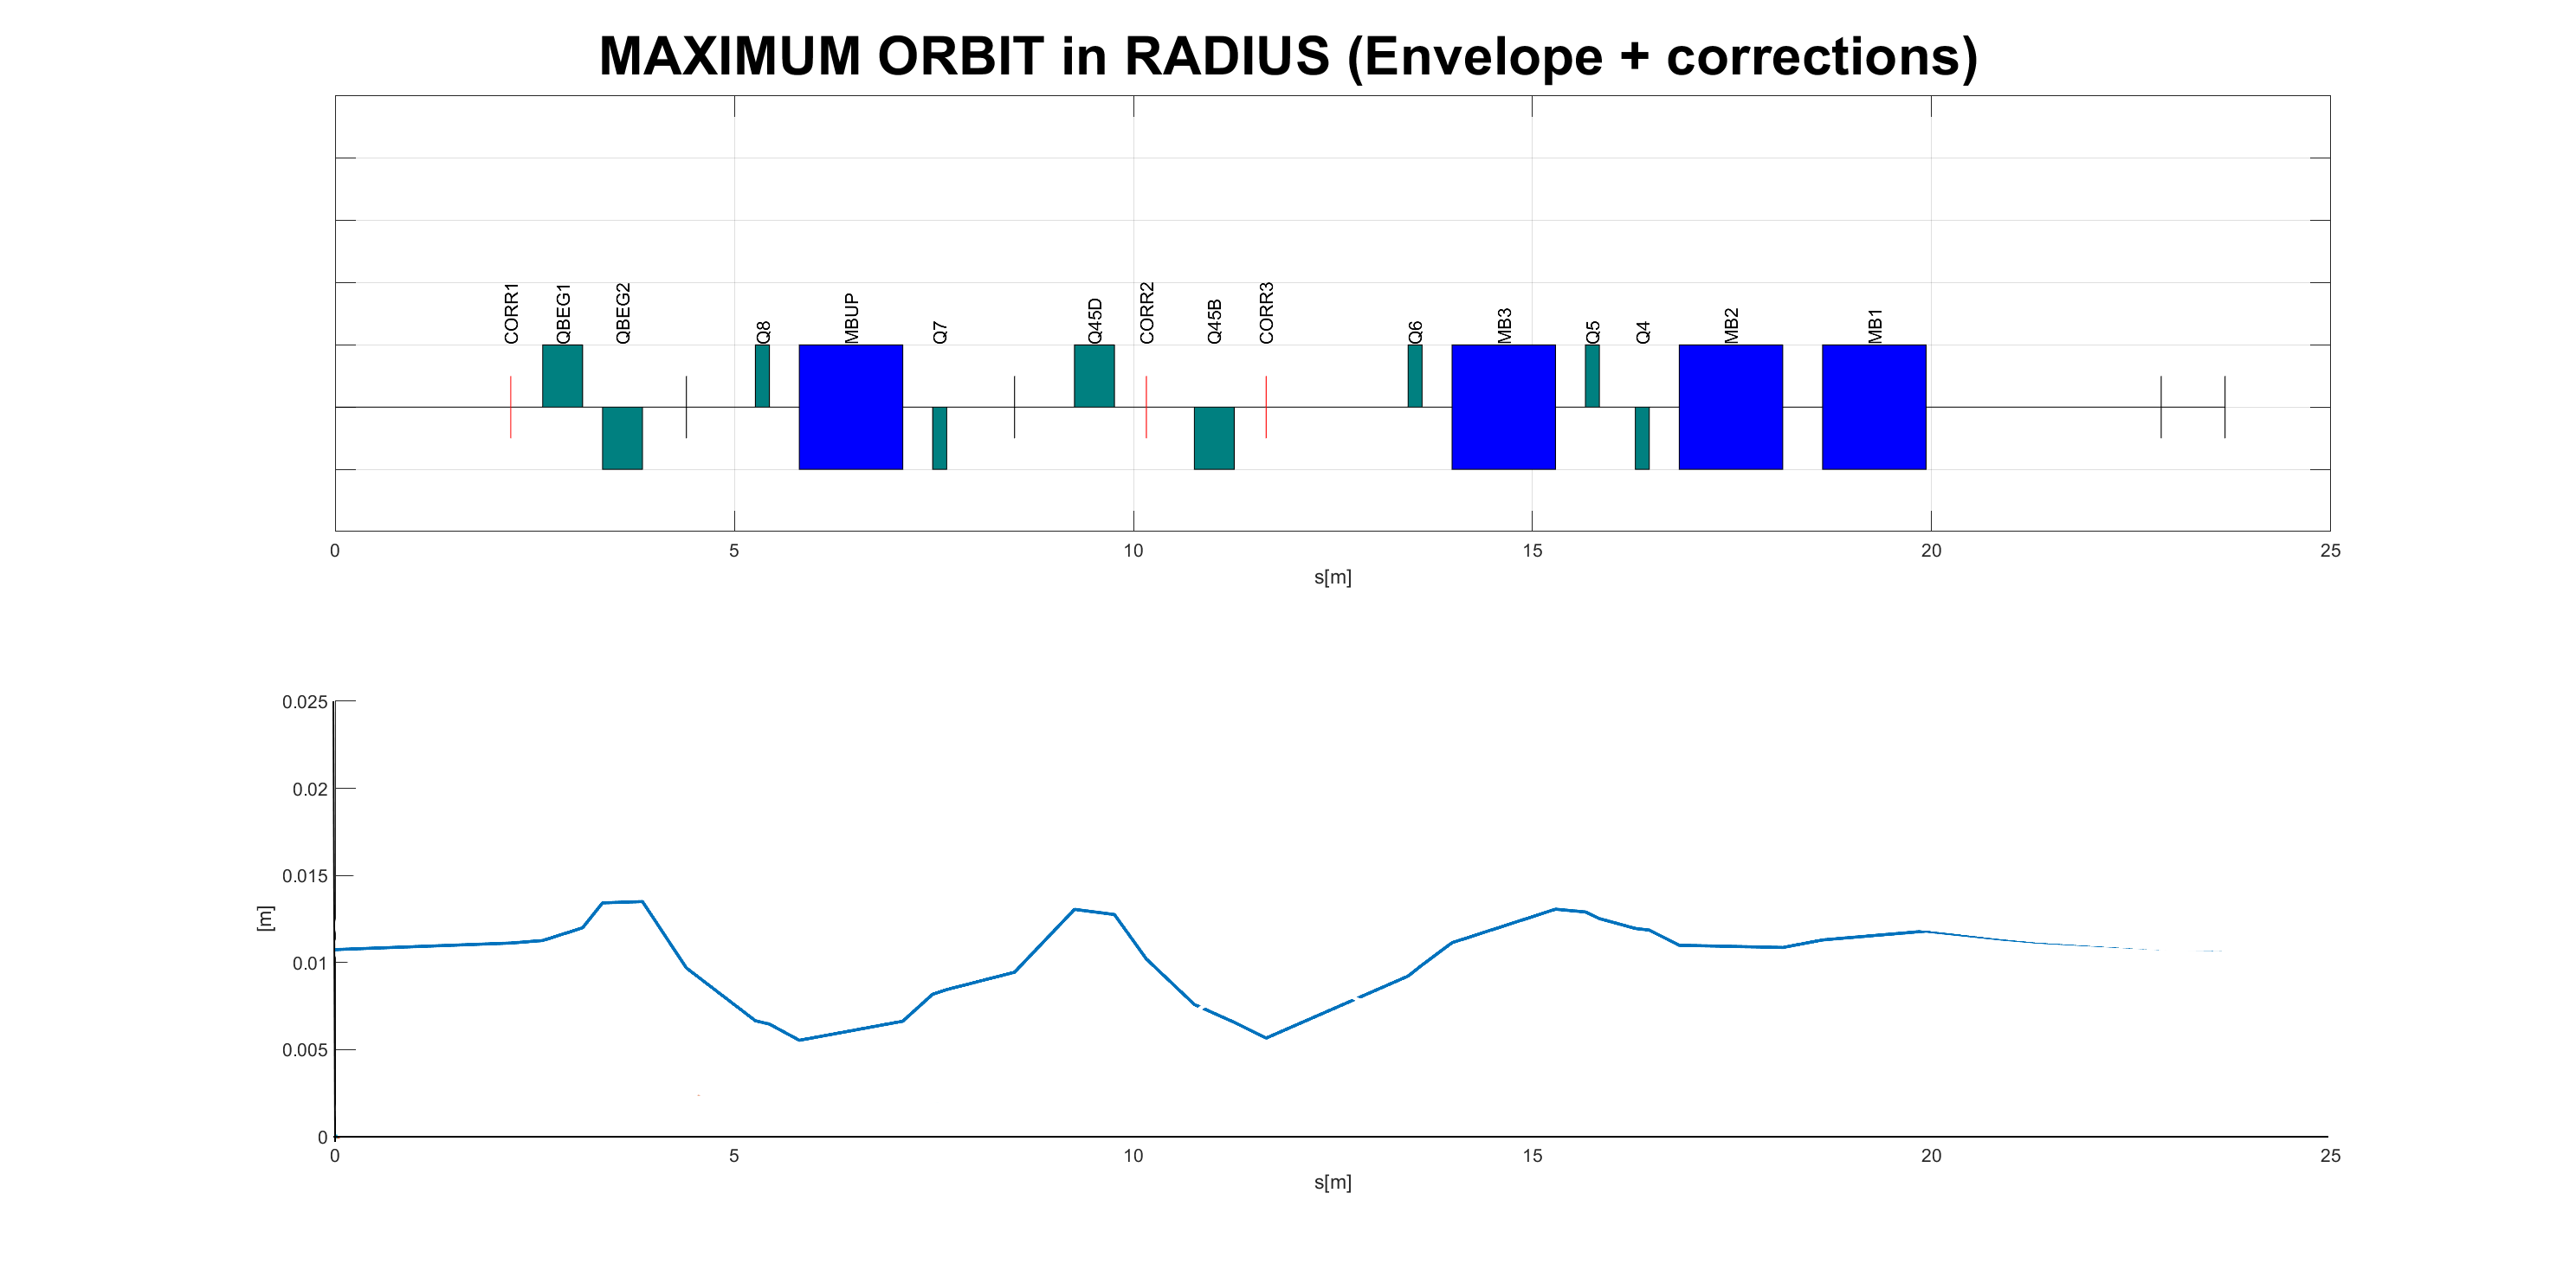 MAXIMUM ORBIT in RADIUS (Envelope + corrections)
CORR1 QBEG1 QBEG2 Q8 MBUP Q7 Q45D CORR2 Q45B CORR3 Q6 MB3 Q5 Q4 MB2 MB1
0 5 10 15 20 25
s[m]
0.025
0.02
0.015
[m]
0.01
0.005
0
0 5 10 15 20 25
s[m]